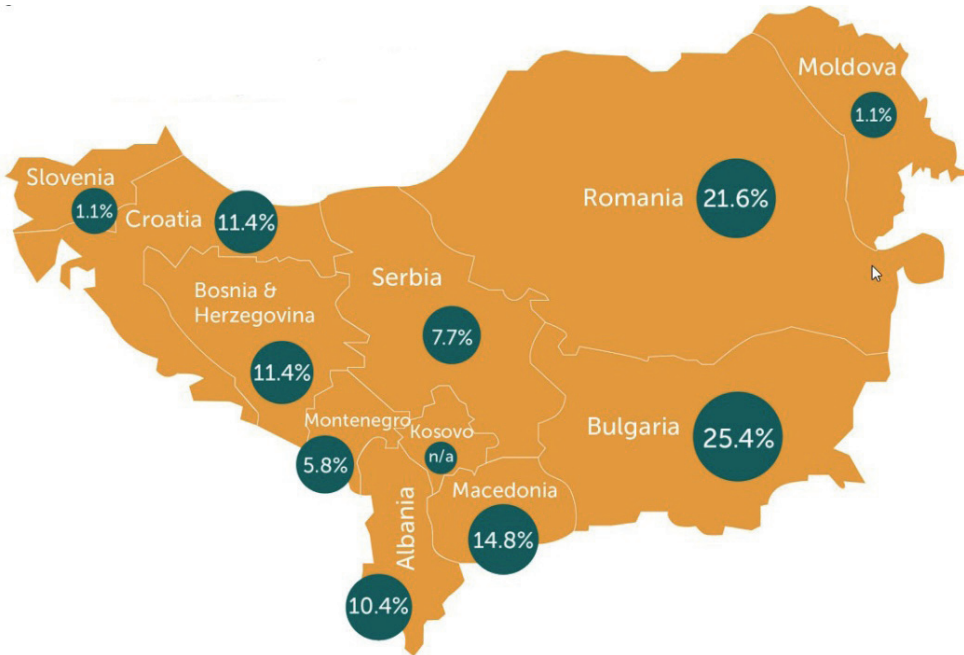 Moldova
1.1%
Slovenia
1.1%
Croatia
11.4%
Romania
21.6%
Serbia
7.7%
Bosnia &
Herzegovina
11.4%
Montenegro
5.8%
Kosovo
n/a
Bulgaria
25.4%
Macedonia
14.8%
Albania
10.4%